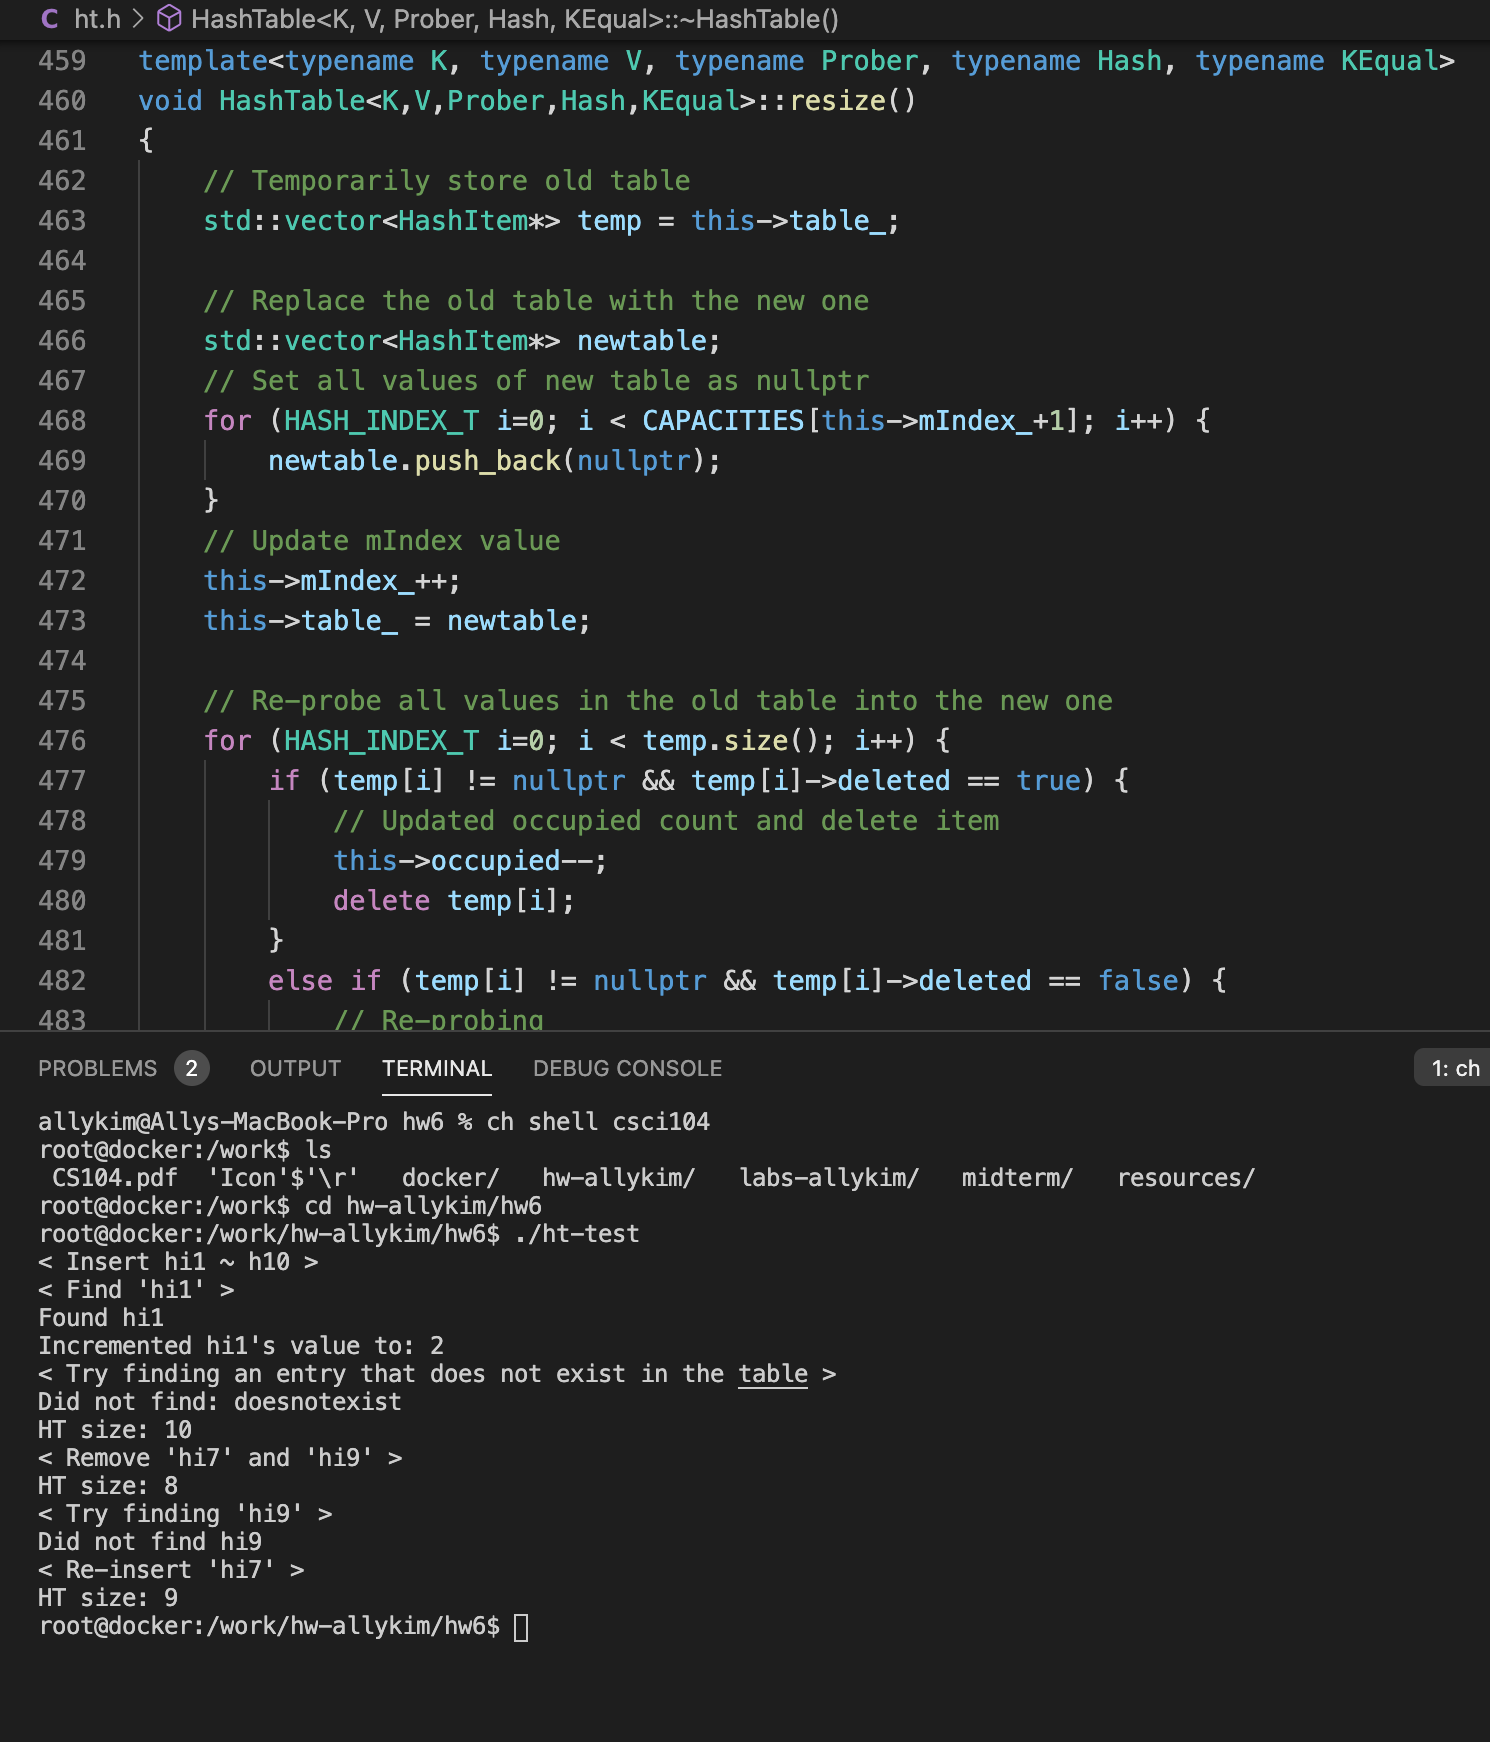 C ht.h > HashTable<K, V, Prober, Hash, KEqual>::~HashTable()
459 template<typename K, typename V, typename Prober, typename Hash, typename KEqual>
460 void HashTable<K,V,Prober,Hash,KEqual>::resize()
461 {
462 // Temporarily store old table
463 std::vector<HashItem*> temp = this->table_;
464
465 // Replace the old table with the new one
466 std::vector<HashItem*> newtable;
467 // Set all values of new table as nullptr
468 for (HASH_INDEX_T i=0; i < CAPACITIES[this->mIndex_+1]; i++) {
469 newtable.push_back(nullptr);
470 }
471 // Update mIndex value
472 this->mIndex_++;
473 this->table_ = newtable;
474
475 // Re-probe all values in the old table into the new one
476 for (HASH_INDEX_T i=0; i < temp.size(); i++) {
477 if (temp[i] != nullptr && temp[i]->deleted == true) {
478 // Updated occupied count and delete item
479 this->occupied--;
480 delete temp[i];
481 }
482 else if (temp[i] != nullptr && temp[i]->deleted == false) {
483 // Re-probing
PROBLEMS 2 OUTPUT TERMINAL DEBUG CONSOLE 1: ch
allykim@Allys-MacBook-Pro hw6 % ch shell csci104
root@docker:/work$ ls
CS104.pdf 'Icon'$'\r' docker/ hw-allykim/ labs-allykim/ midterm/ resources/
root@docker:/work$ cd hw-allykim/hw6
root@docker:/work/hw-allykim/hw6$ ./ht-test
< Insert hi1 ~ h10 >
< Find 'hi1' >
Found hi1
Incremented hi1's value to: 2
< Try finding an entry that does not exist in the table >
Did not find: doesnotexist
HT size: 10
< Remove 'hi7' and 'hi9' >
HT size: 8
< Try finding 'hi9' >
Did not find hi9
< Re-insert 'hi7' >
HT size: 9
root@docker:/work/hw-allykim/hw6$